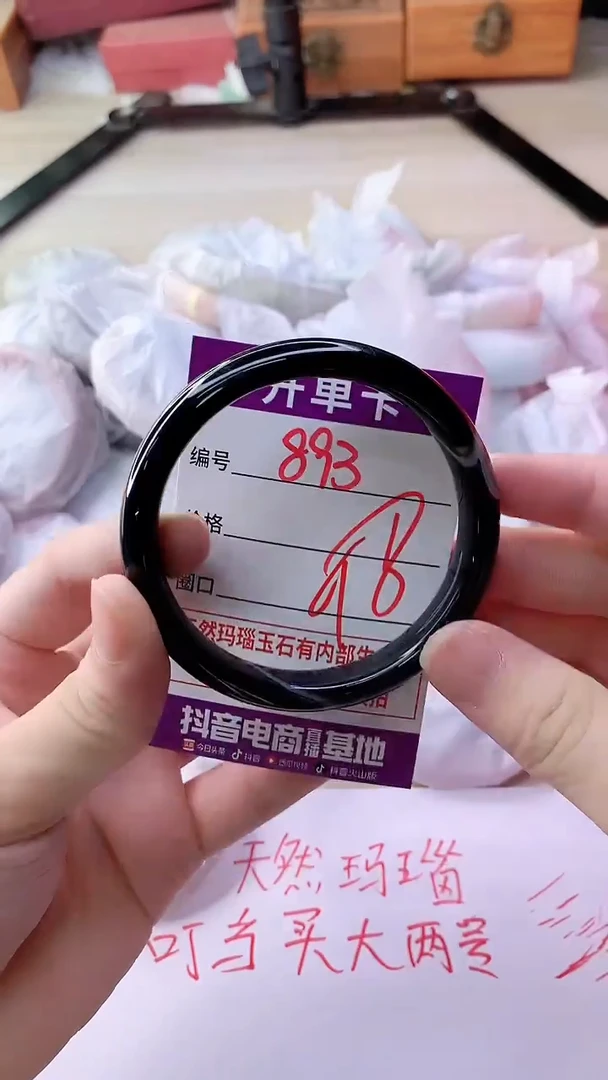 开单卡
编号 893
价格
圈口
天然玛瑙玉石有内部生
抖音电商直播基地
今日头条 抖音 西瓜视频 抖音火山版
天然玛瑙
叮当买大两号